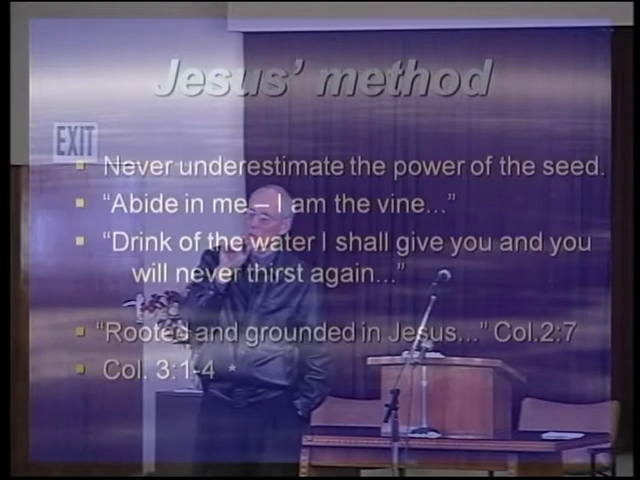 Jesus' method
EXIT
Never underestimate the power of the seed.
“Abide in me – I am the vine…”
“Drink of the water I shall give you and you
will never thirst again…”
“Rooted and grounded in Jesus…” Col.2:7
Col. 3:1-4 *